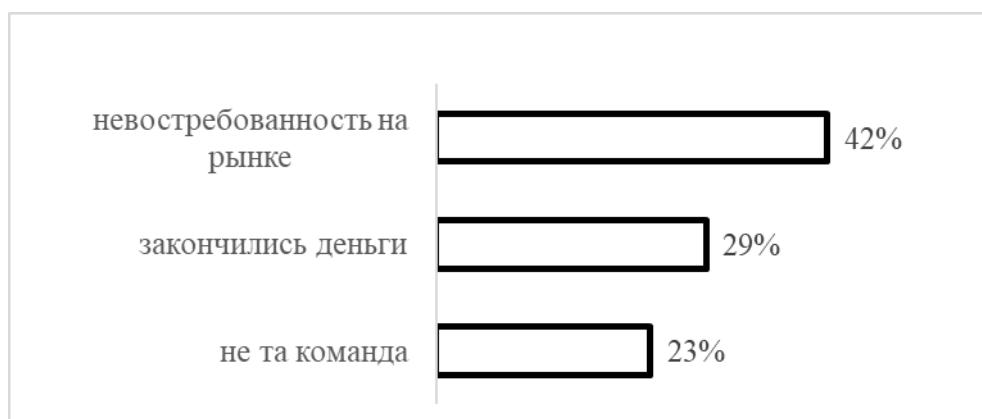 невостребованность на
рынке
42%
закончились деньги
29%
не та команда
23%